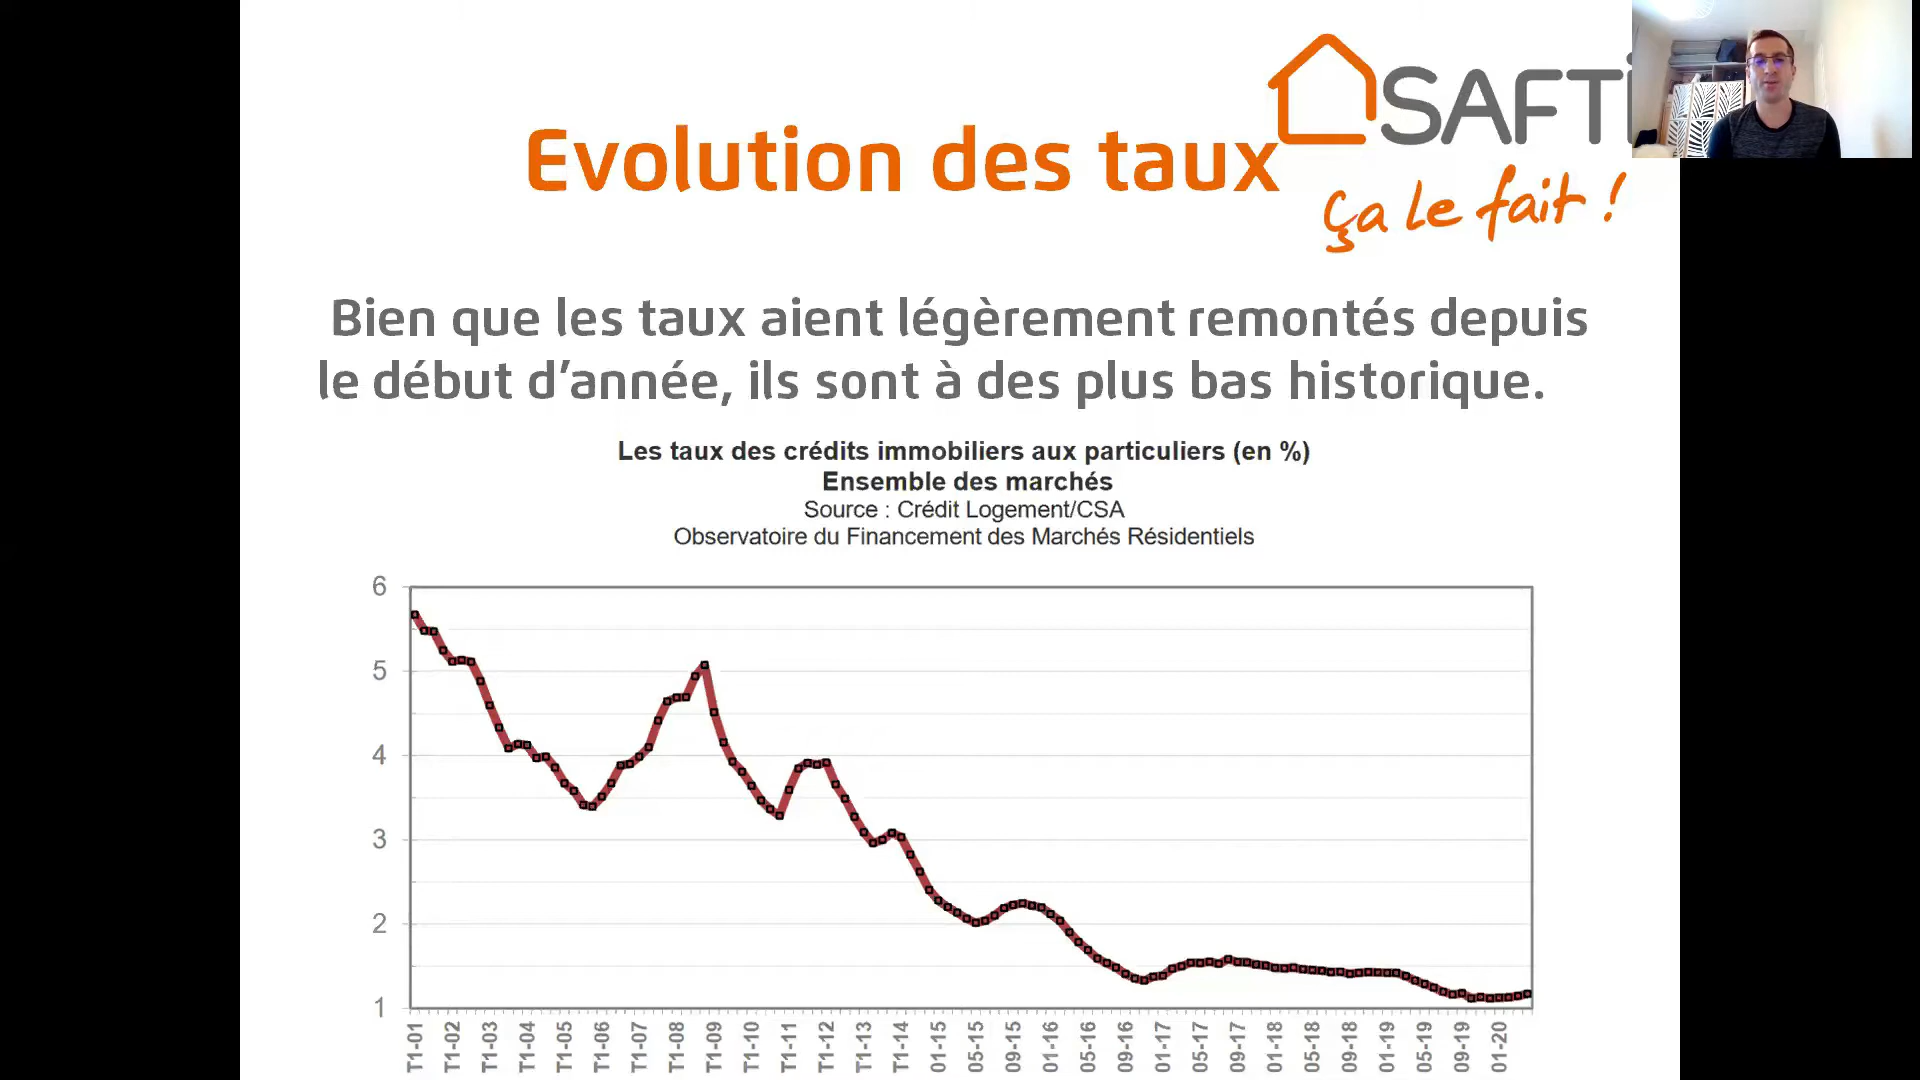 SAFTi
Evolution des taux
ça le fait !
Bien que les taux aient légèrement remontés depuis
le début d’année, ils sont à des plus bas historique.
Les taux des crédits immobiliers aux particuliers (en %)
Ensemble des marchés
Source : Crédit Logement/CSA
Observatoire du Financement des Marchés Résidentiels
6
5
4
3
2
1
T1-01 T1-02 T1-03 T1-04 T1-05 T1-06 T1-07 T1-08 T1-09 T1-10 T1-11 T1-12 T1-13 T1-14 01-15 05-15 09-15 01-16 05-16 09-16 01-17 05-17 09-17 01-18 05-18 09-18 01-19 05-19 09-19 01-20